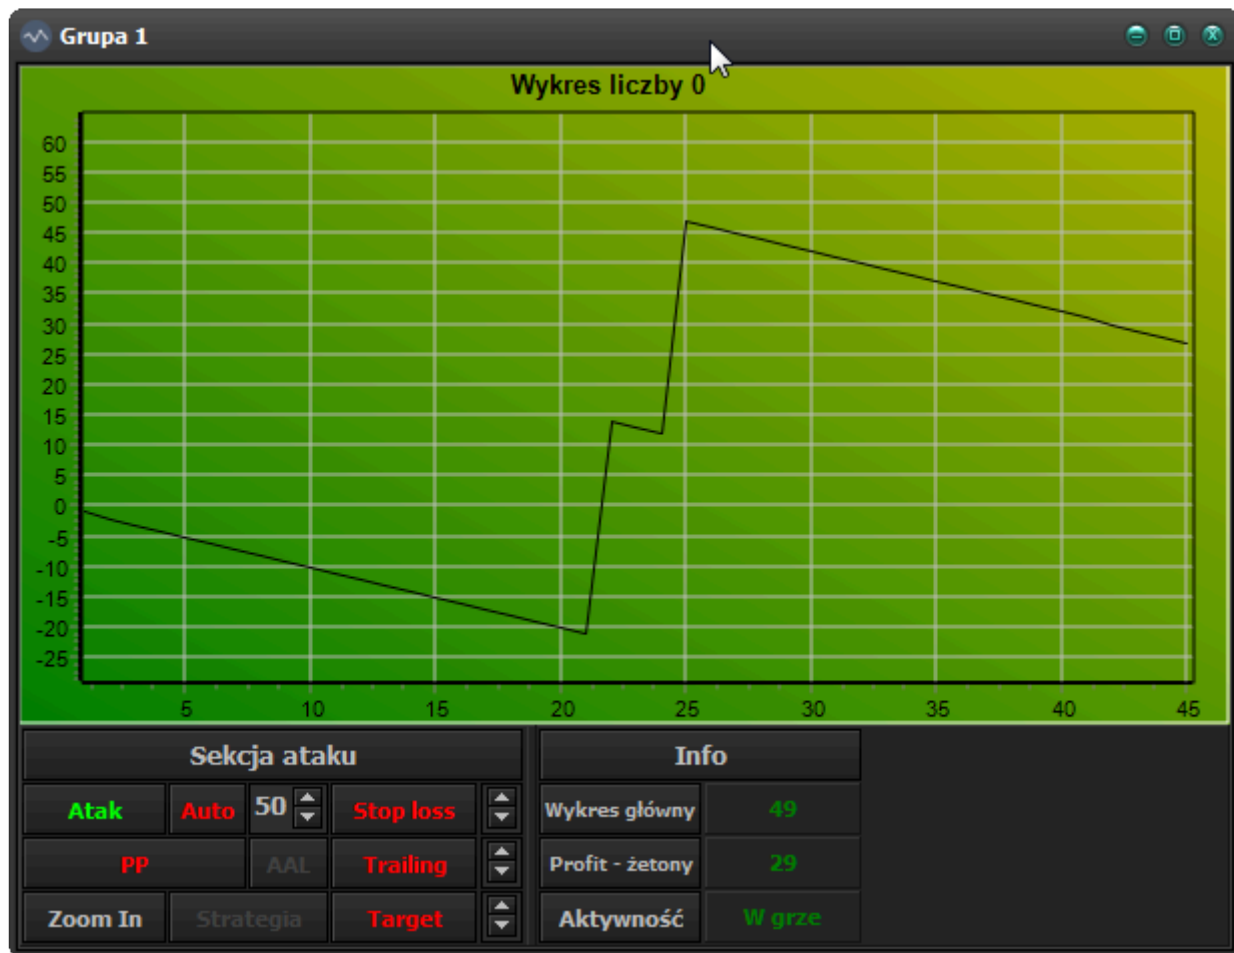 Grupa 1
Wykres liczby 0
60
55
50
45
40
35
30
25
20
15
10
5
0
-5
-10
-15
-20
-25
5 10 15 20 25 30 35 40 45
Sekcja ataku Info
Atak Auto 50 Stop loss Wykres główny 49
PP AAL Trailing Profit - żetony 29
Zoom In Strategia Target Aktywność W grze